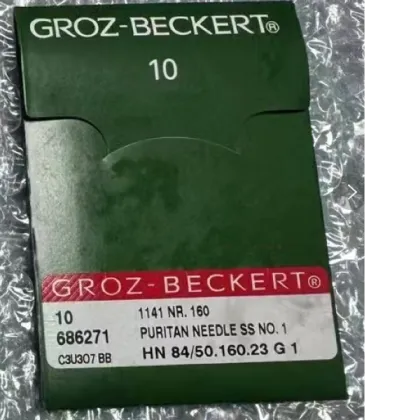 GROZ-BECKERT®
10
GROZ-BECKERT®
10 1141 NR. 160
686271 PURITAN NEEDLE SS NO. 1
C3U307 BB HN 84/50.160.23 G 1